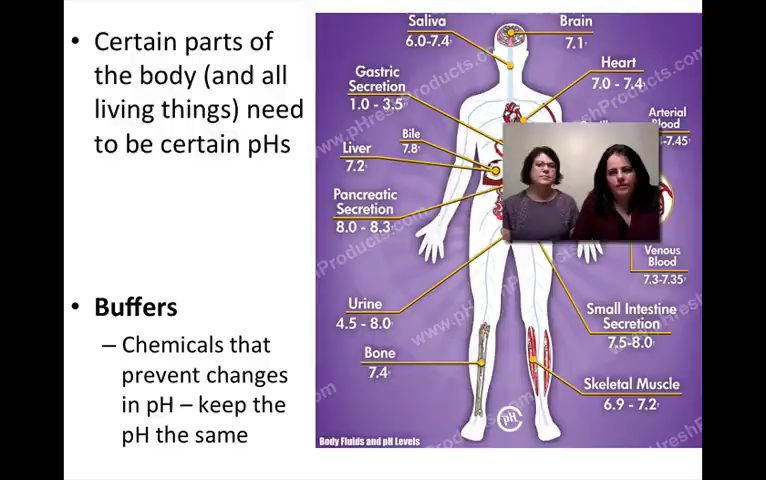 • Certain parts of
the body (and all
living things) need
to be certain pHs
• Buffers
– Chemicals that
prevent changes
in pH – keep the
pH the same
Saliva
6.0-7.4
Brain
7.1
Gastric
Secretion
1.0 - 3.5
Heart
7.0 - 7.4
Bile
7.8
Arterial
Blood
-7.45
Liver
7.2
Pancreatic
Secretion
8.0 - 8.3
Venous
Blood
7.3-7.35
Urine
4.5 - 8.0
Small Intestine
Secretion
7.5-8.0
Bone
7.4
Skeletal Muscle
6.9 - 7.2
pH
Body Fluids and pH Levels
www.pHreshProducts.com